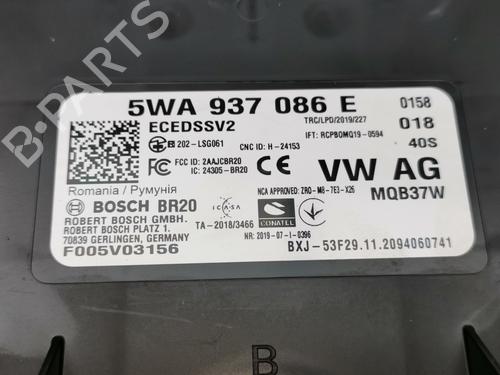 B-PARTS
5WA 937 086 E 0158
ECEDSSV2 TRC/LPD/2019/227 018
R 202-LSG061 CNC ID: H-24153 IFT: RCPBOMQ19-0594 40S
FCC ID: 2AAJCBR20
IC: 24305-BR20 CE VW AG
Romania / Румуния NCA APPROVED: ZRO-M8-7E3-X26 MQB37W
BOSCH BR20
ROBERT BOSCH GMBH. ICASA CONATEL
ROBERT BOSCH PLATZ 1. TA-2018/3466
70839 GERLINGEN, GERMANY NR: 2019-07-I-0396
F005V03156 BXJ-53F29.11.2094060741
B